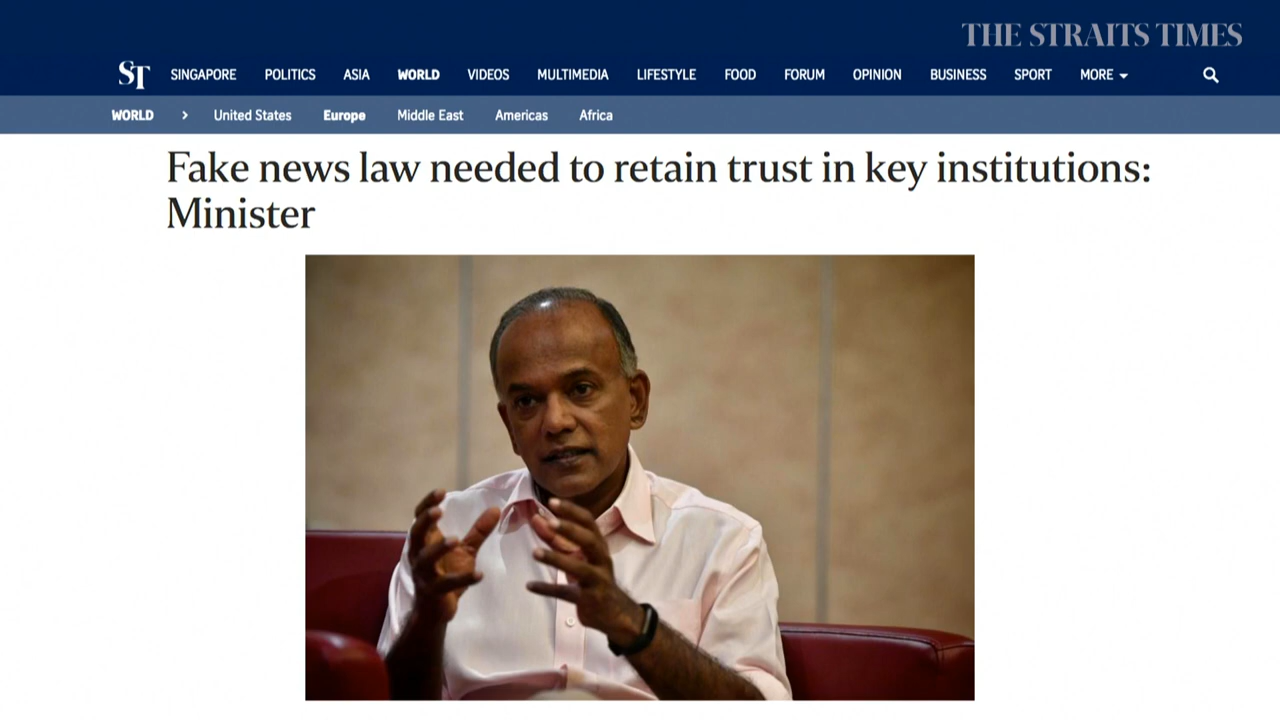 THE STRAITS TIMES
ST SINGAPORE POLITICS ASIA WORLD VIDEOS MULTIMEDIA LIFESTYLE FOOD FORUM OPINION BUSINESS SPORT MORE
WORLD > United States Europe Middle East Americas Africa
Fake news law needed to retain trust in key institutions:
Minister